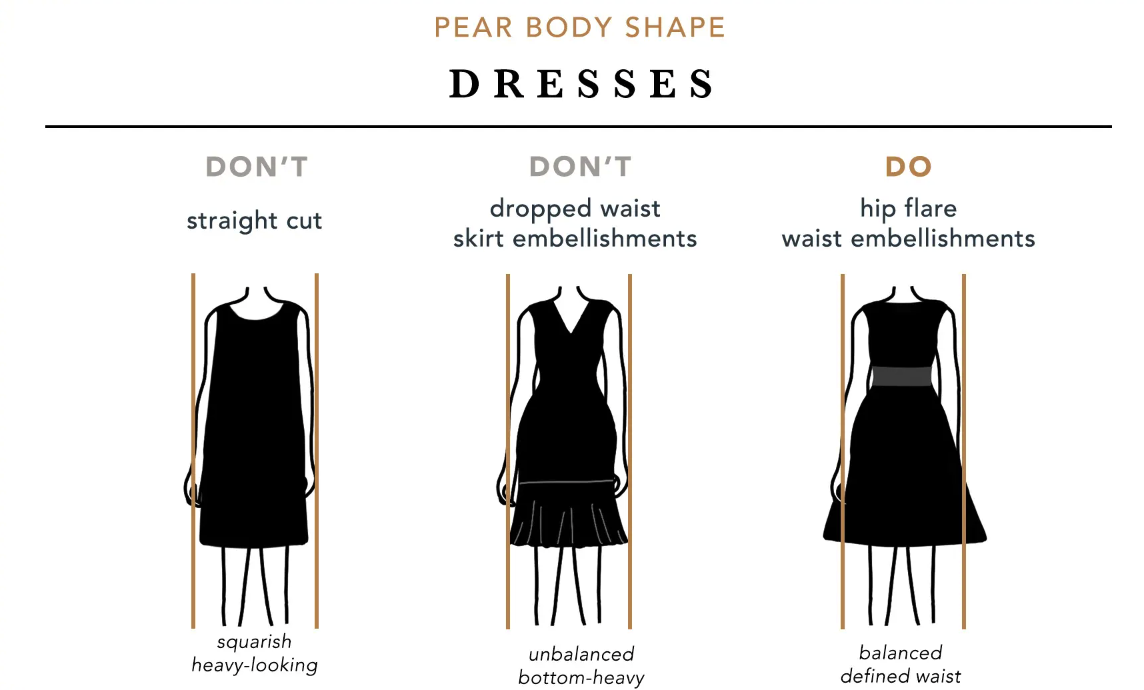 PEAR BODY SHAPE
DRESSES
DON'T
straight cut
squarish
heavy-looking
DON'T
dropped waist
skirt embellishments
unbalanced
bottom-heavy
DO
hip flare
waist embellishments
balanced
defined waist